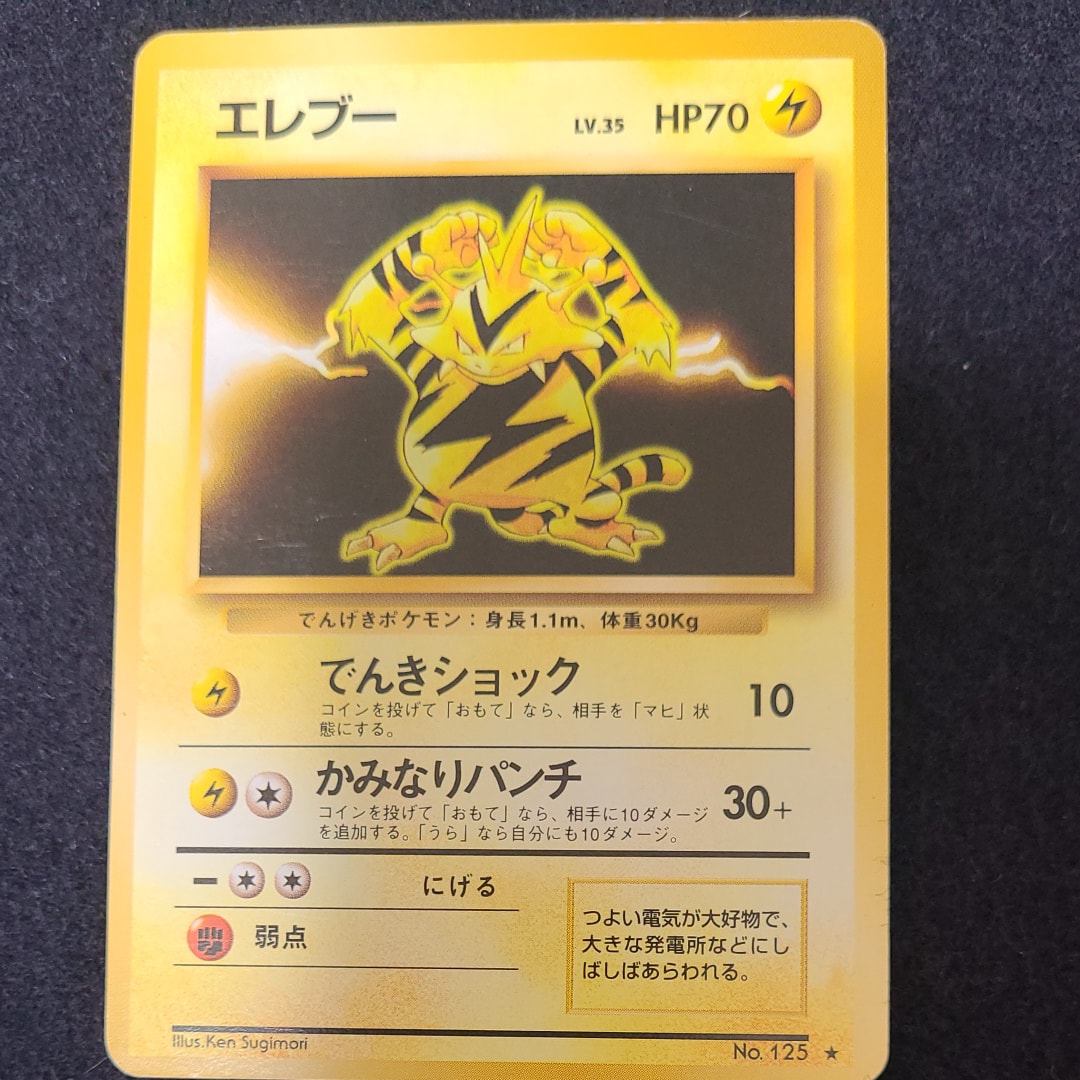 エレブー LV.35 HP70
でんげきポケモン：身長1.1m、体重30Kg
でんきショック 10
コインを投げて「おもて」なら、相手を「マヒ」状
態にする。
かみなりパンチ 30+
コインを投げて「おもて」なら、相手に10ダメージ
を追加する。「うら」なら自分にも10ダメージ。
にげる
弱点
つよい電気が大好物で、
大きな発電所などにし
ばしばあらわれる。
Illus.Ken Sugimori
No. 125 ★